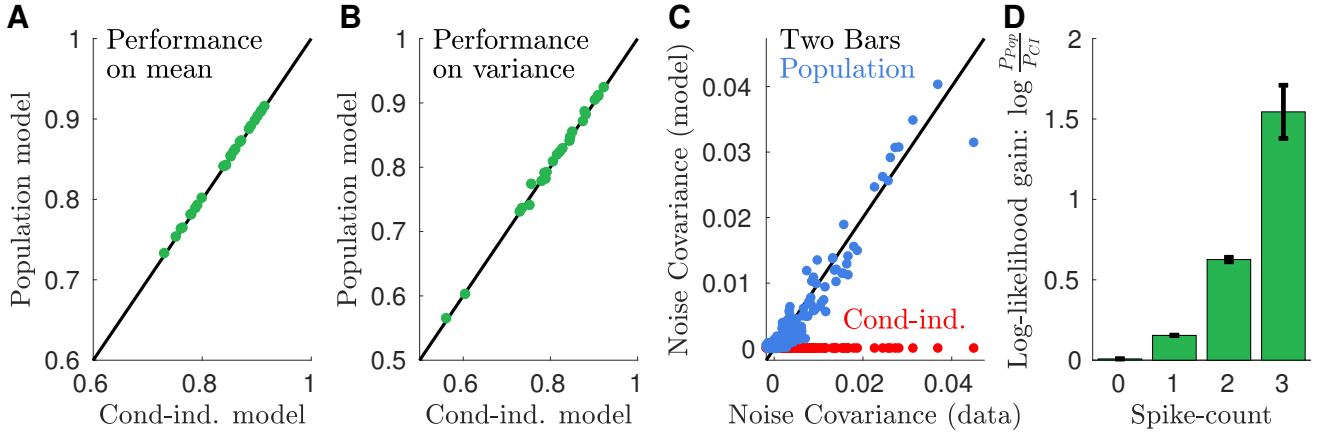 A
Performance
on mean
Population model
1
0.9
0.8
0.7
0.6
0.6
0.8
1
Cond-ind. model
B
Performance
on variance
Population model
1
0.9
0.8
0.7
0.6
0.5
0.6
0.8
1
Cond-ind. model
C
Two Bars
Population
Cond-ind.
Noise Covariance (model)
0.04
0.03
0.02
0.01
0
0
0.02
0.04
Noise Covariance (data)
D
Log-likelihood gain: log P_Pop/P_CI
2
1.5
1
0.5
0
0
1
2
3
Spike-count